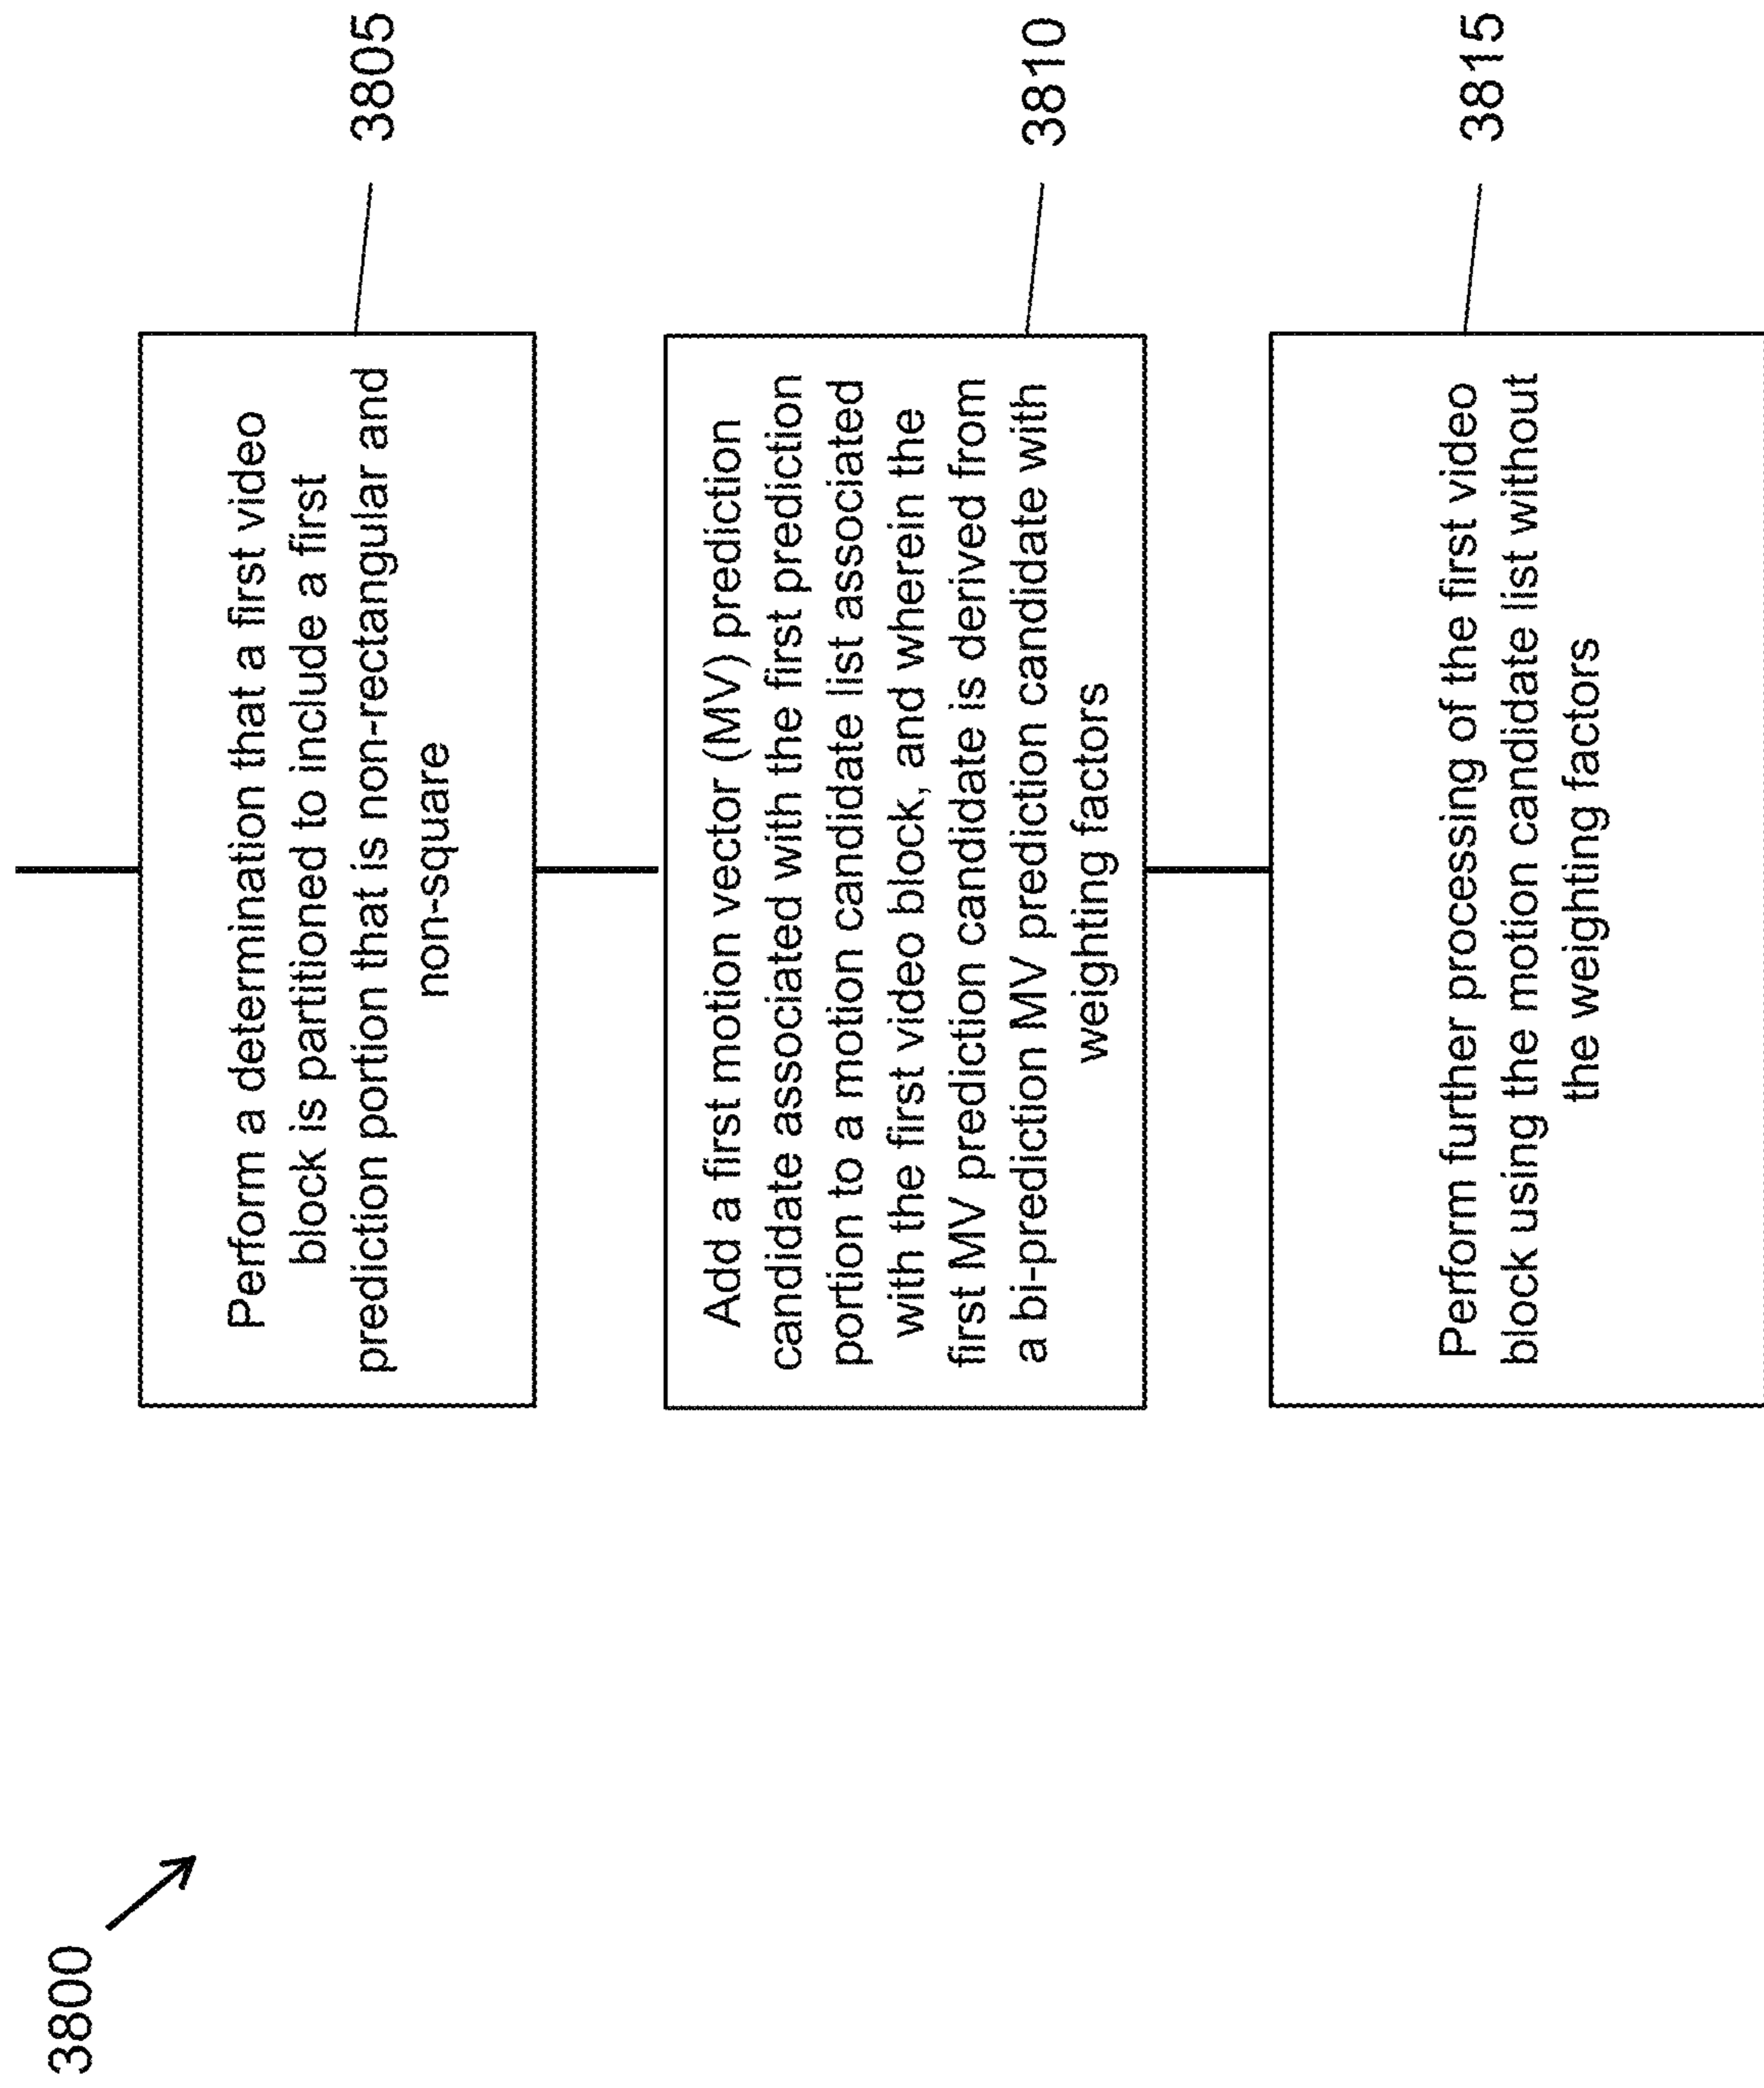 3800
Perform a determination that a first video
block is partitioned to include a first
prediction portion that is non-rectangular and
non-square
3805
Add a first motion vector (MV) prediction
candidate associated with the first prediction
portion to a motion candidate list associated
with the first video block, and wherein the
first MV prediction candidate is derived from
a bi-prediction MV prediction candidate with
weighting factors
3810
Perform further processing of the first video
block using the motion candidate list without
the weighting factors
3815